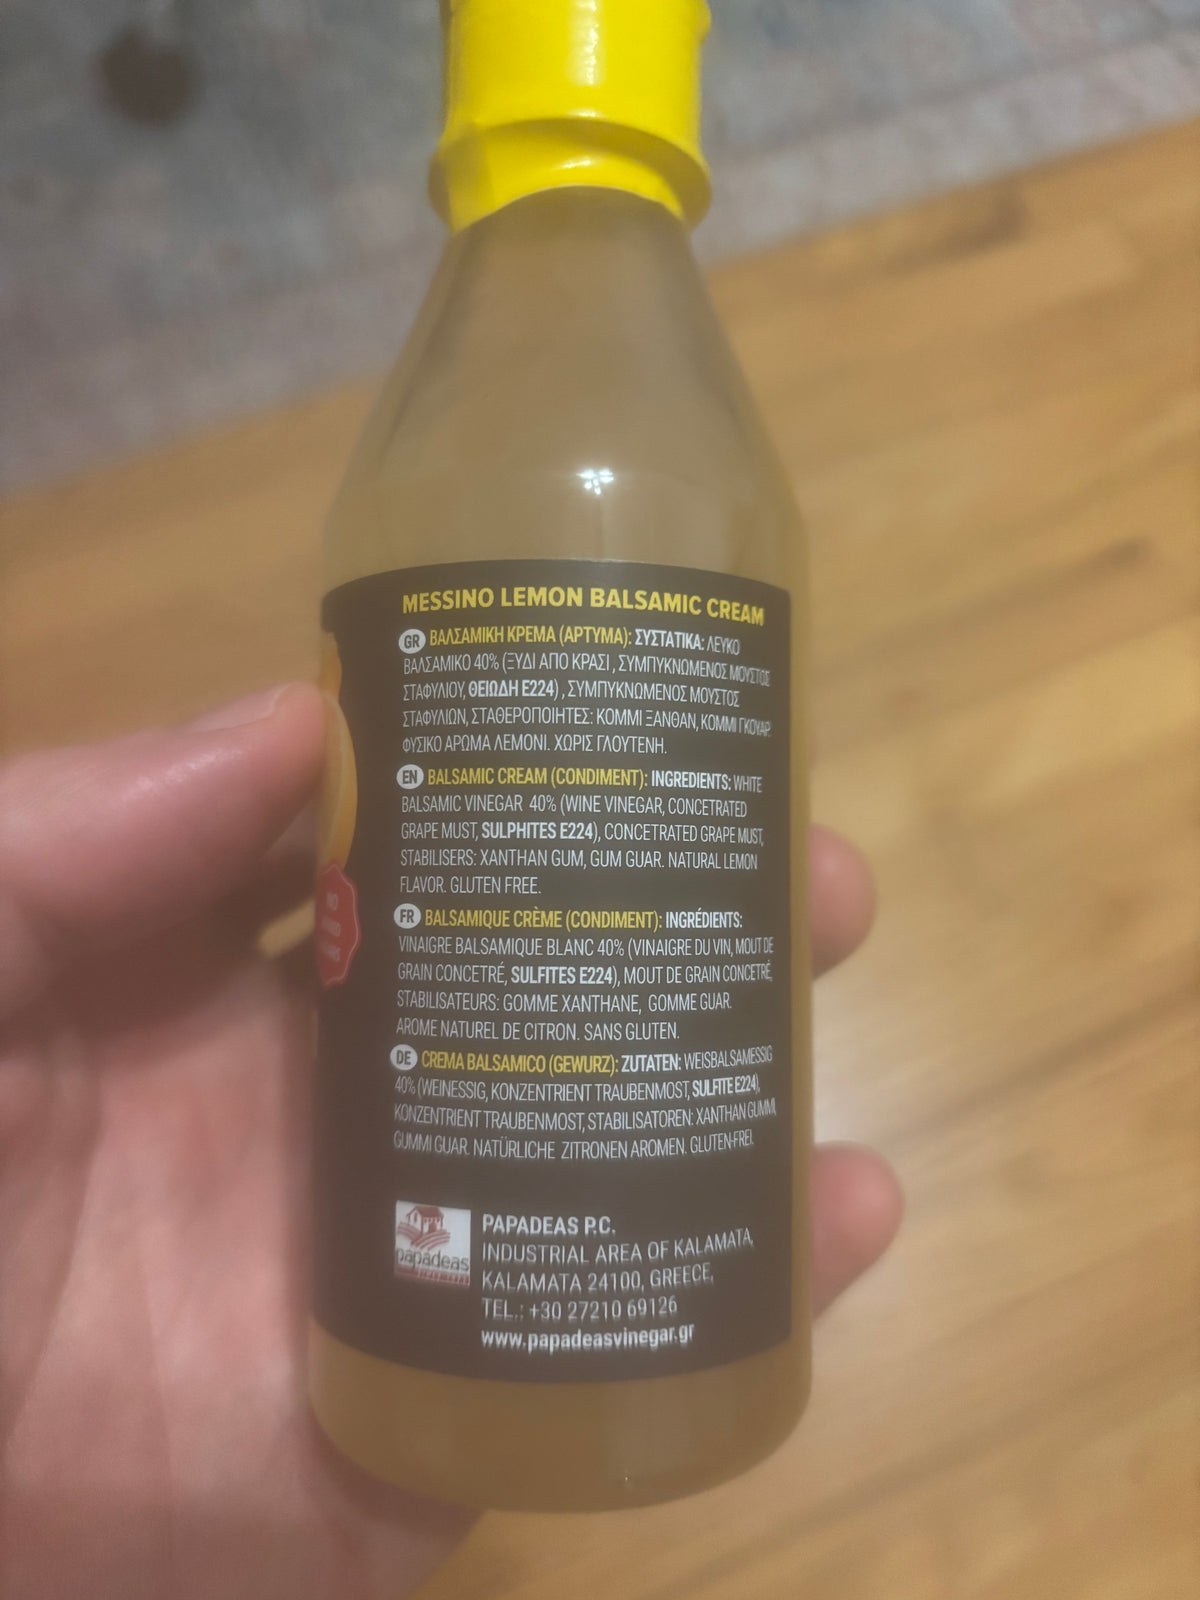 MESSINO LEMON BALSAMIC CREAM
GR ΒΑΛΣΑΜΙΚΗ ΚΡΕΜΑ (ΑΡΤΥΜΑ): ΣΥΣΤΑΤΙΚΑ: ΛΕΥΚΟ
ΒΑΛΣΑΜΙΚΟ 40% (ΞΥΔΙ ΑΠΟ ΚΡΑΣΙ , ΣΥΜΠΥΚΝΩΜΕΝΟΣ ΜΟΥΣΤΟΣ
ΣΤΑΦΥΛΙΟΥ, ΘΕΙΩΔΗ Ε224) , ΣΥΜΠΥΚΝΩΜΕΝΟΣ ΜΟΥΣΤΟΣ
ΣΤΑΦΥΛΙΩΝ, ΣΤΑΘΕΡΟΠΟΙΗΤΕΣ: ΚΟΜΜΙ ΞΑΝΘΑΝ, ΚΟΜΜΙ ΓΚΟΥΑΡ.
ΦΥΣΙΚΟ ΑΡΩΜΑ ΛΕΜΟΝΙ. ΧΩΡΙΣ ΓΛΟΥΤΕΝΗ.
EN BALSAMIC CREAM (CONDIMENT): INGREDIENTS: WHITE
BALSAMIC VINEGAR 40% (WINE VINEGAR, CONCETRATED
GRAPE MUST, SULPHITES E224), CONCETRATED GRAPE MUST,
STABILISERS: XANTHAN GUM, GUM GUAR. NATURAL LEMON
FLAVOR. GLUTEN FREE.
NO
FR BALSAMIQUE CRÈME (CONDIMENT): INGRÉDIENTS:
VINAIGRE BALSAMIQUE BLANC 40% (VINAIGRE DU VIN, MOUT DE
GRAIN CONCETRÉ, SULFITES E224), MOUT DE GRAIN CONCETRÉ,
STABILISATEURS: GOMME XANTHANE, GOMME GUAR.
AROME NATUREL DE CITRON. SANS GLUTEN.
DE CREMA BALSAMICO (GEWURZ): ZUTATEN: WEISBALSAMESSIG
40% (WEINESSIG, KONZENTRIENT TRAUBENMOST, SULFITE E224),
KONZENTRIENT TRAUBENMOST, STABILISATOREN: XANTHAN GUMMI,
GUMMI GUAR. NATÜRLICHE ZITRONEN AROMEN. GLUTEN-FREI.
papadeas
PAPADEAS P.C.
INDUSTRIAL AREA OF KALAMATA,
KALAMATA 24100, GREECE,
TEL.: +30 27210 69126
www.papadeasvinegar.gr